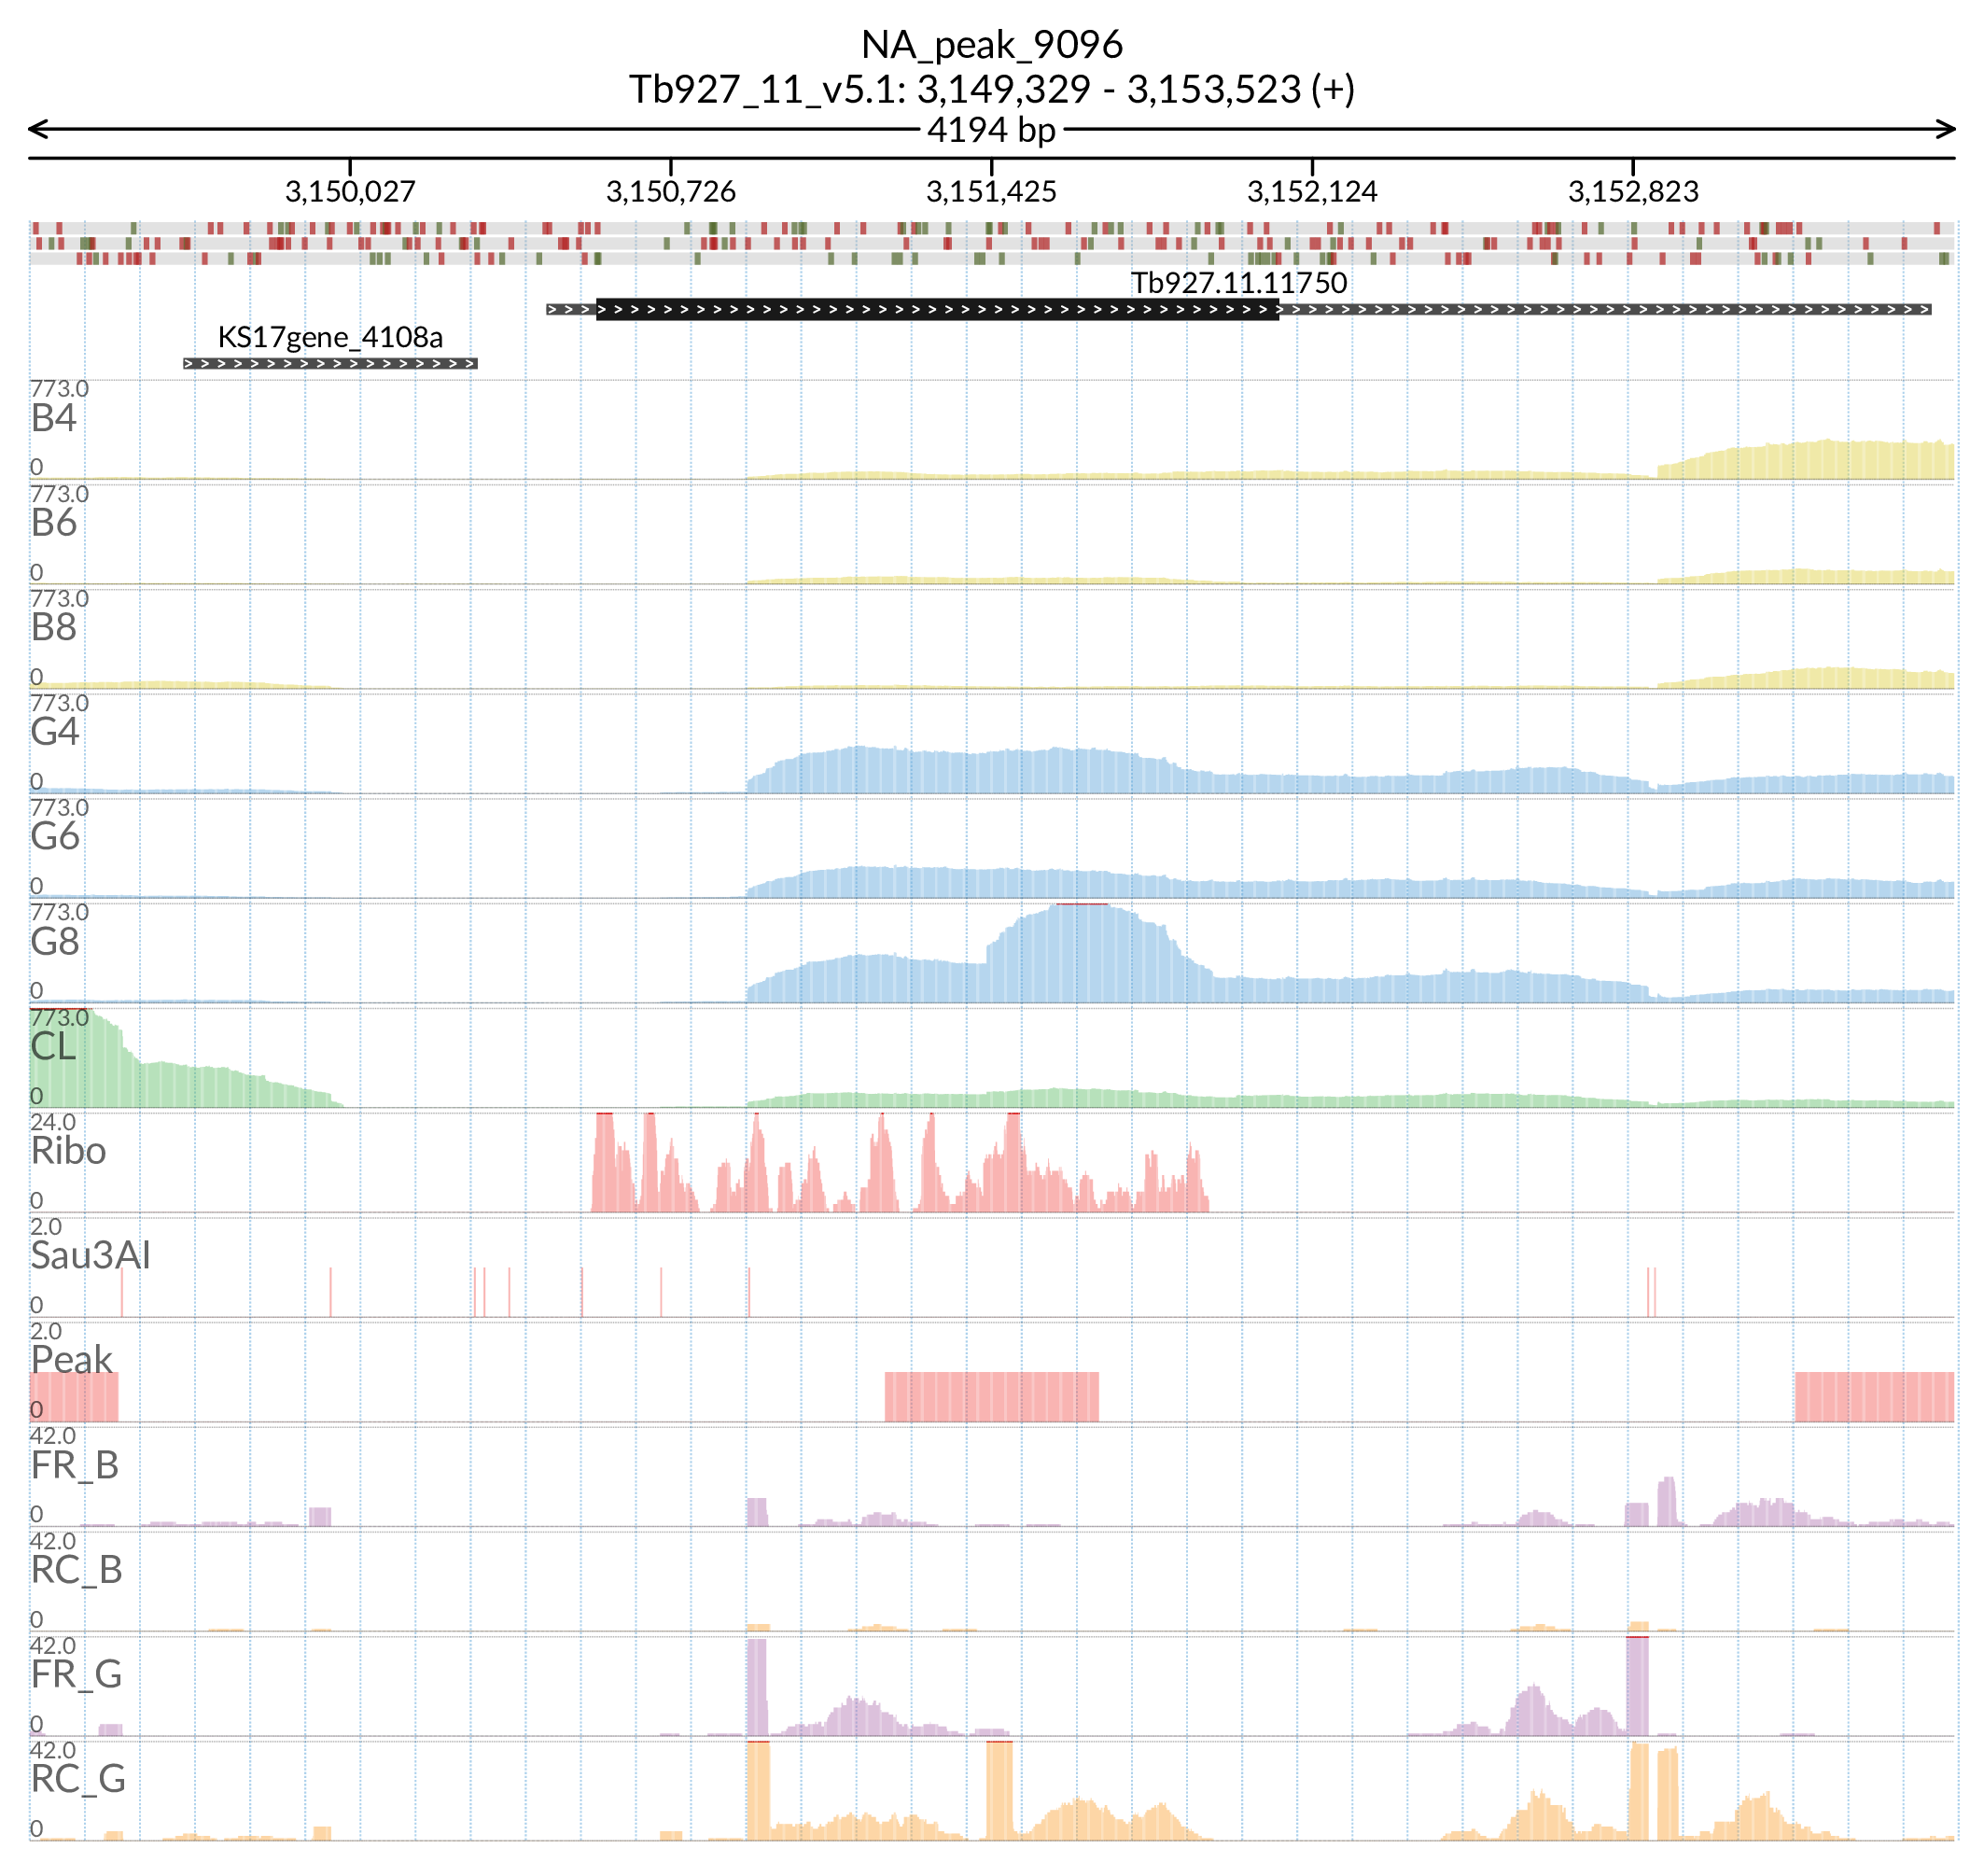 NA_peak_9096
Tb927_11_v5.1: 3,149,329 - 3,153,523 (+)
4194 bp
3,150,027 3,150,726 3,151,425 3,152,124 3,152,823
Tb927.11.11750
KS17gene_4108a
773.0
B4
0
773.0
B6
0
773.0
B8
0
773.0
G4
0
773.0
G6
0
773.0
G8
0
773.0
CL
0
24.0
Ribo
0
2.0
Sau3AI
0
2.0
Peak
0
42.0
FR_B
0
42.0
RC_B
0
42.0
FR_G
0
42.0
RC_G
0